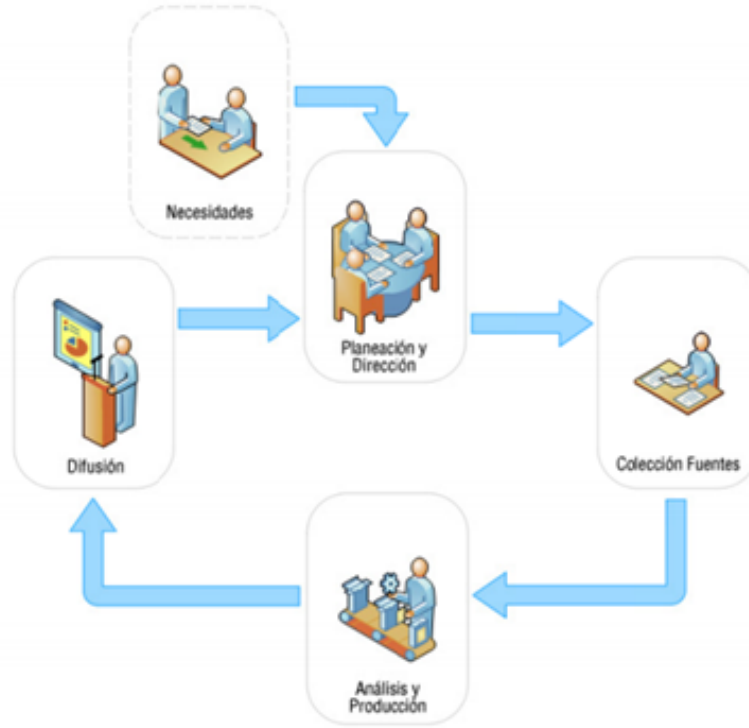 Necesidades
Planeación y
Dirección
Difusión
Colección Fuentes
Análisis y
Producción